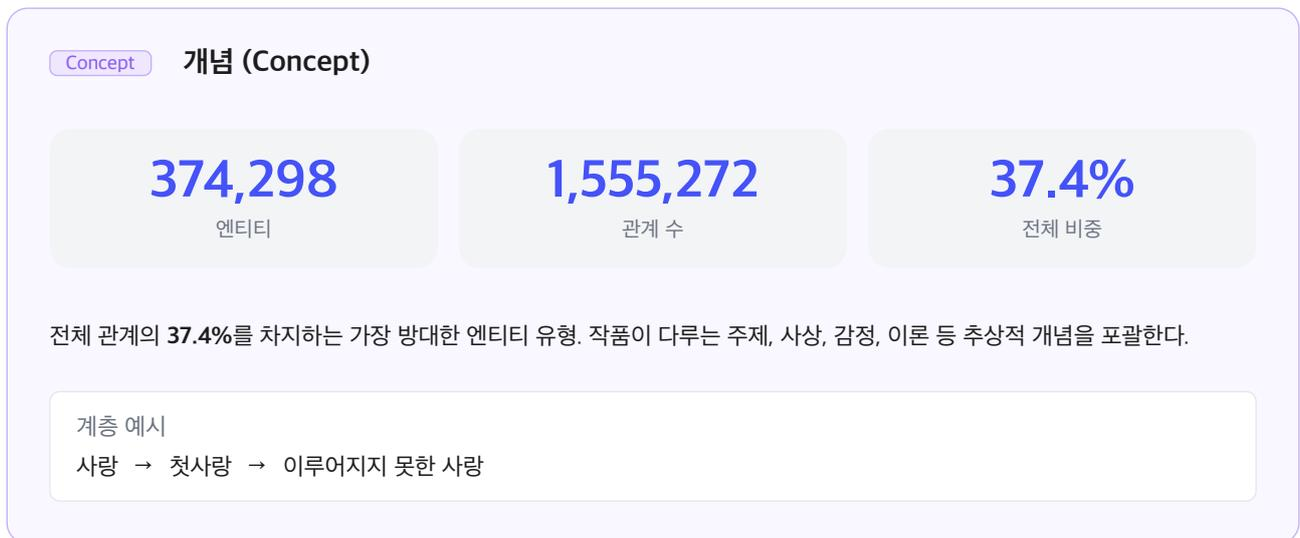 Concept
개념 (Concept)
374,298
엔티티
1,555,272
관계 수
37.4%
전체 비중
전체 관계의 37.4%를 차지하는 가장 방대한 엔티티 유형. 작품이 다루는 주제, 사상, 감정, 이론 등 추상적 개념을 포괄한다.
계층 예시
사랑 → 첫사랑 → 이루어지지 못한 사랑